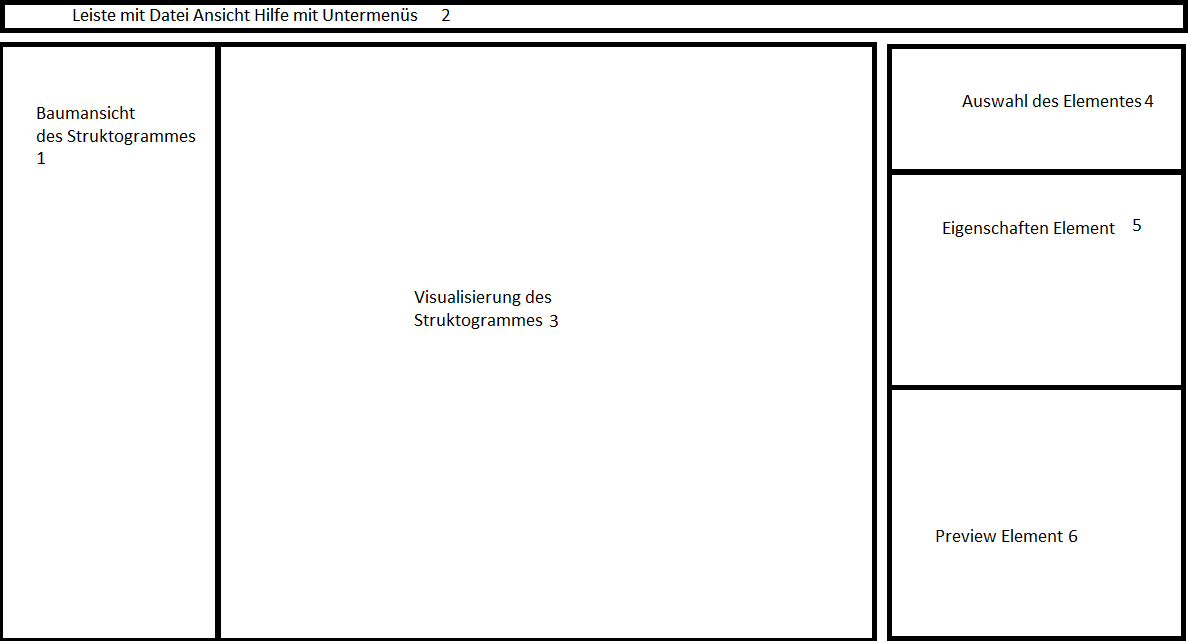 Leiste mit Datei Ansicht Hilfe mit Untermenüs 2
Baumansicht
des Struktogrammes
1
Visualisierung des
Struktogrammes 3
Auswahl des Elementes 4
Eigenschaften Element 5
Preview Element 6